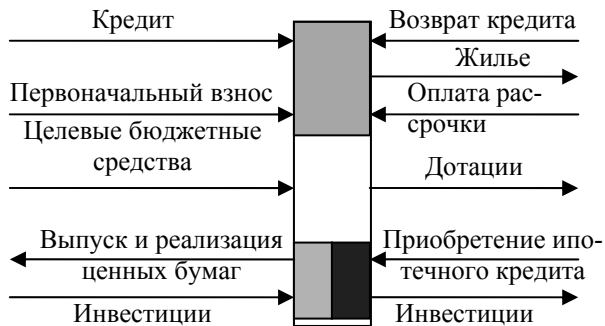 Кредит
Возврат кредита
Жилье
Первоначальный взнос
Оплата рас-
срочки
Целевые бюджетные
средства
Дотации
Выпуск и реализация
ценных бумаг
Приобретение ипо-
течного кредита
Инвестиции
Инвестиции